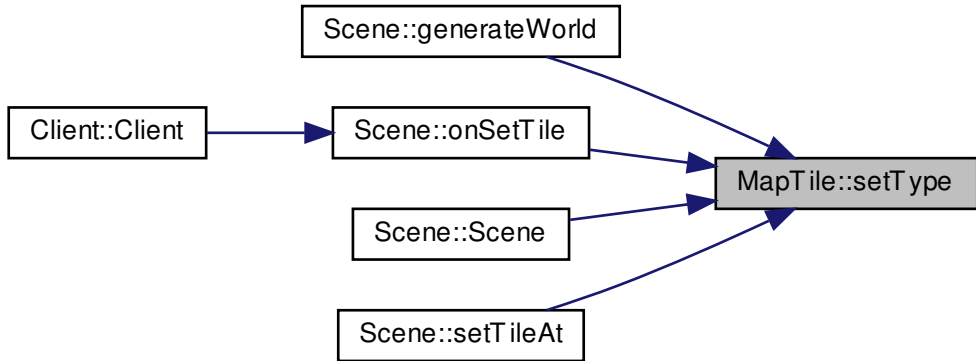 Scene::generateWorld
Client::Client
Scene::onSetTile
MapTile::setType
Scene::Scene
Scene::setTileAt